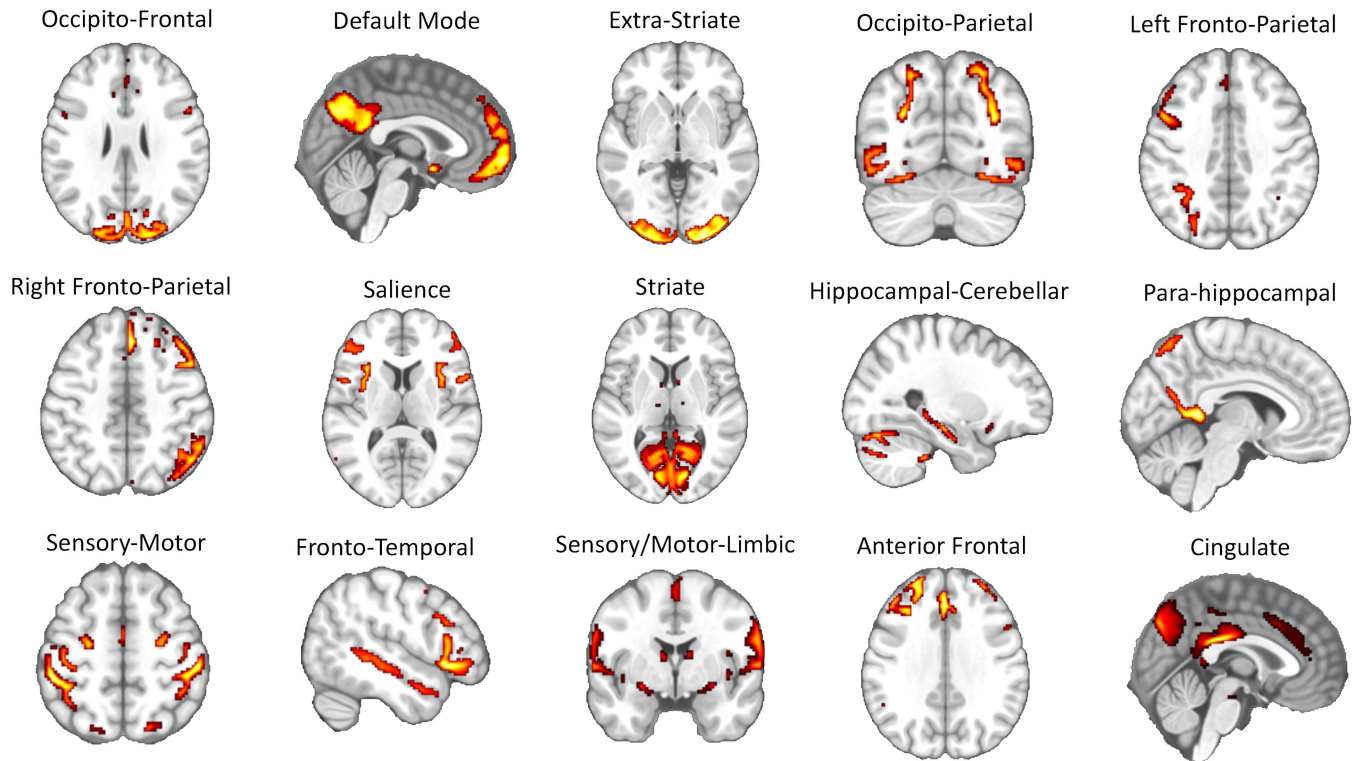 Occipito-Frontal
Default Mode
Extra-Striate
Occipito-Parietal
Left Fronto-Parietal
Right Fronto-Parietal
Salience
Striate
Hippocampal-Cerebellar
Para-hippocampal
Sensory-Motor
Fronto-Temporal
Sensory/Motor-Limbic
Anterior Frontal
Cingulate